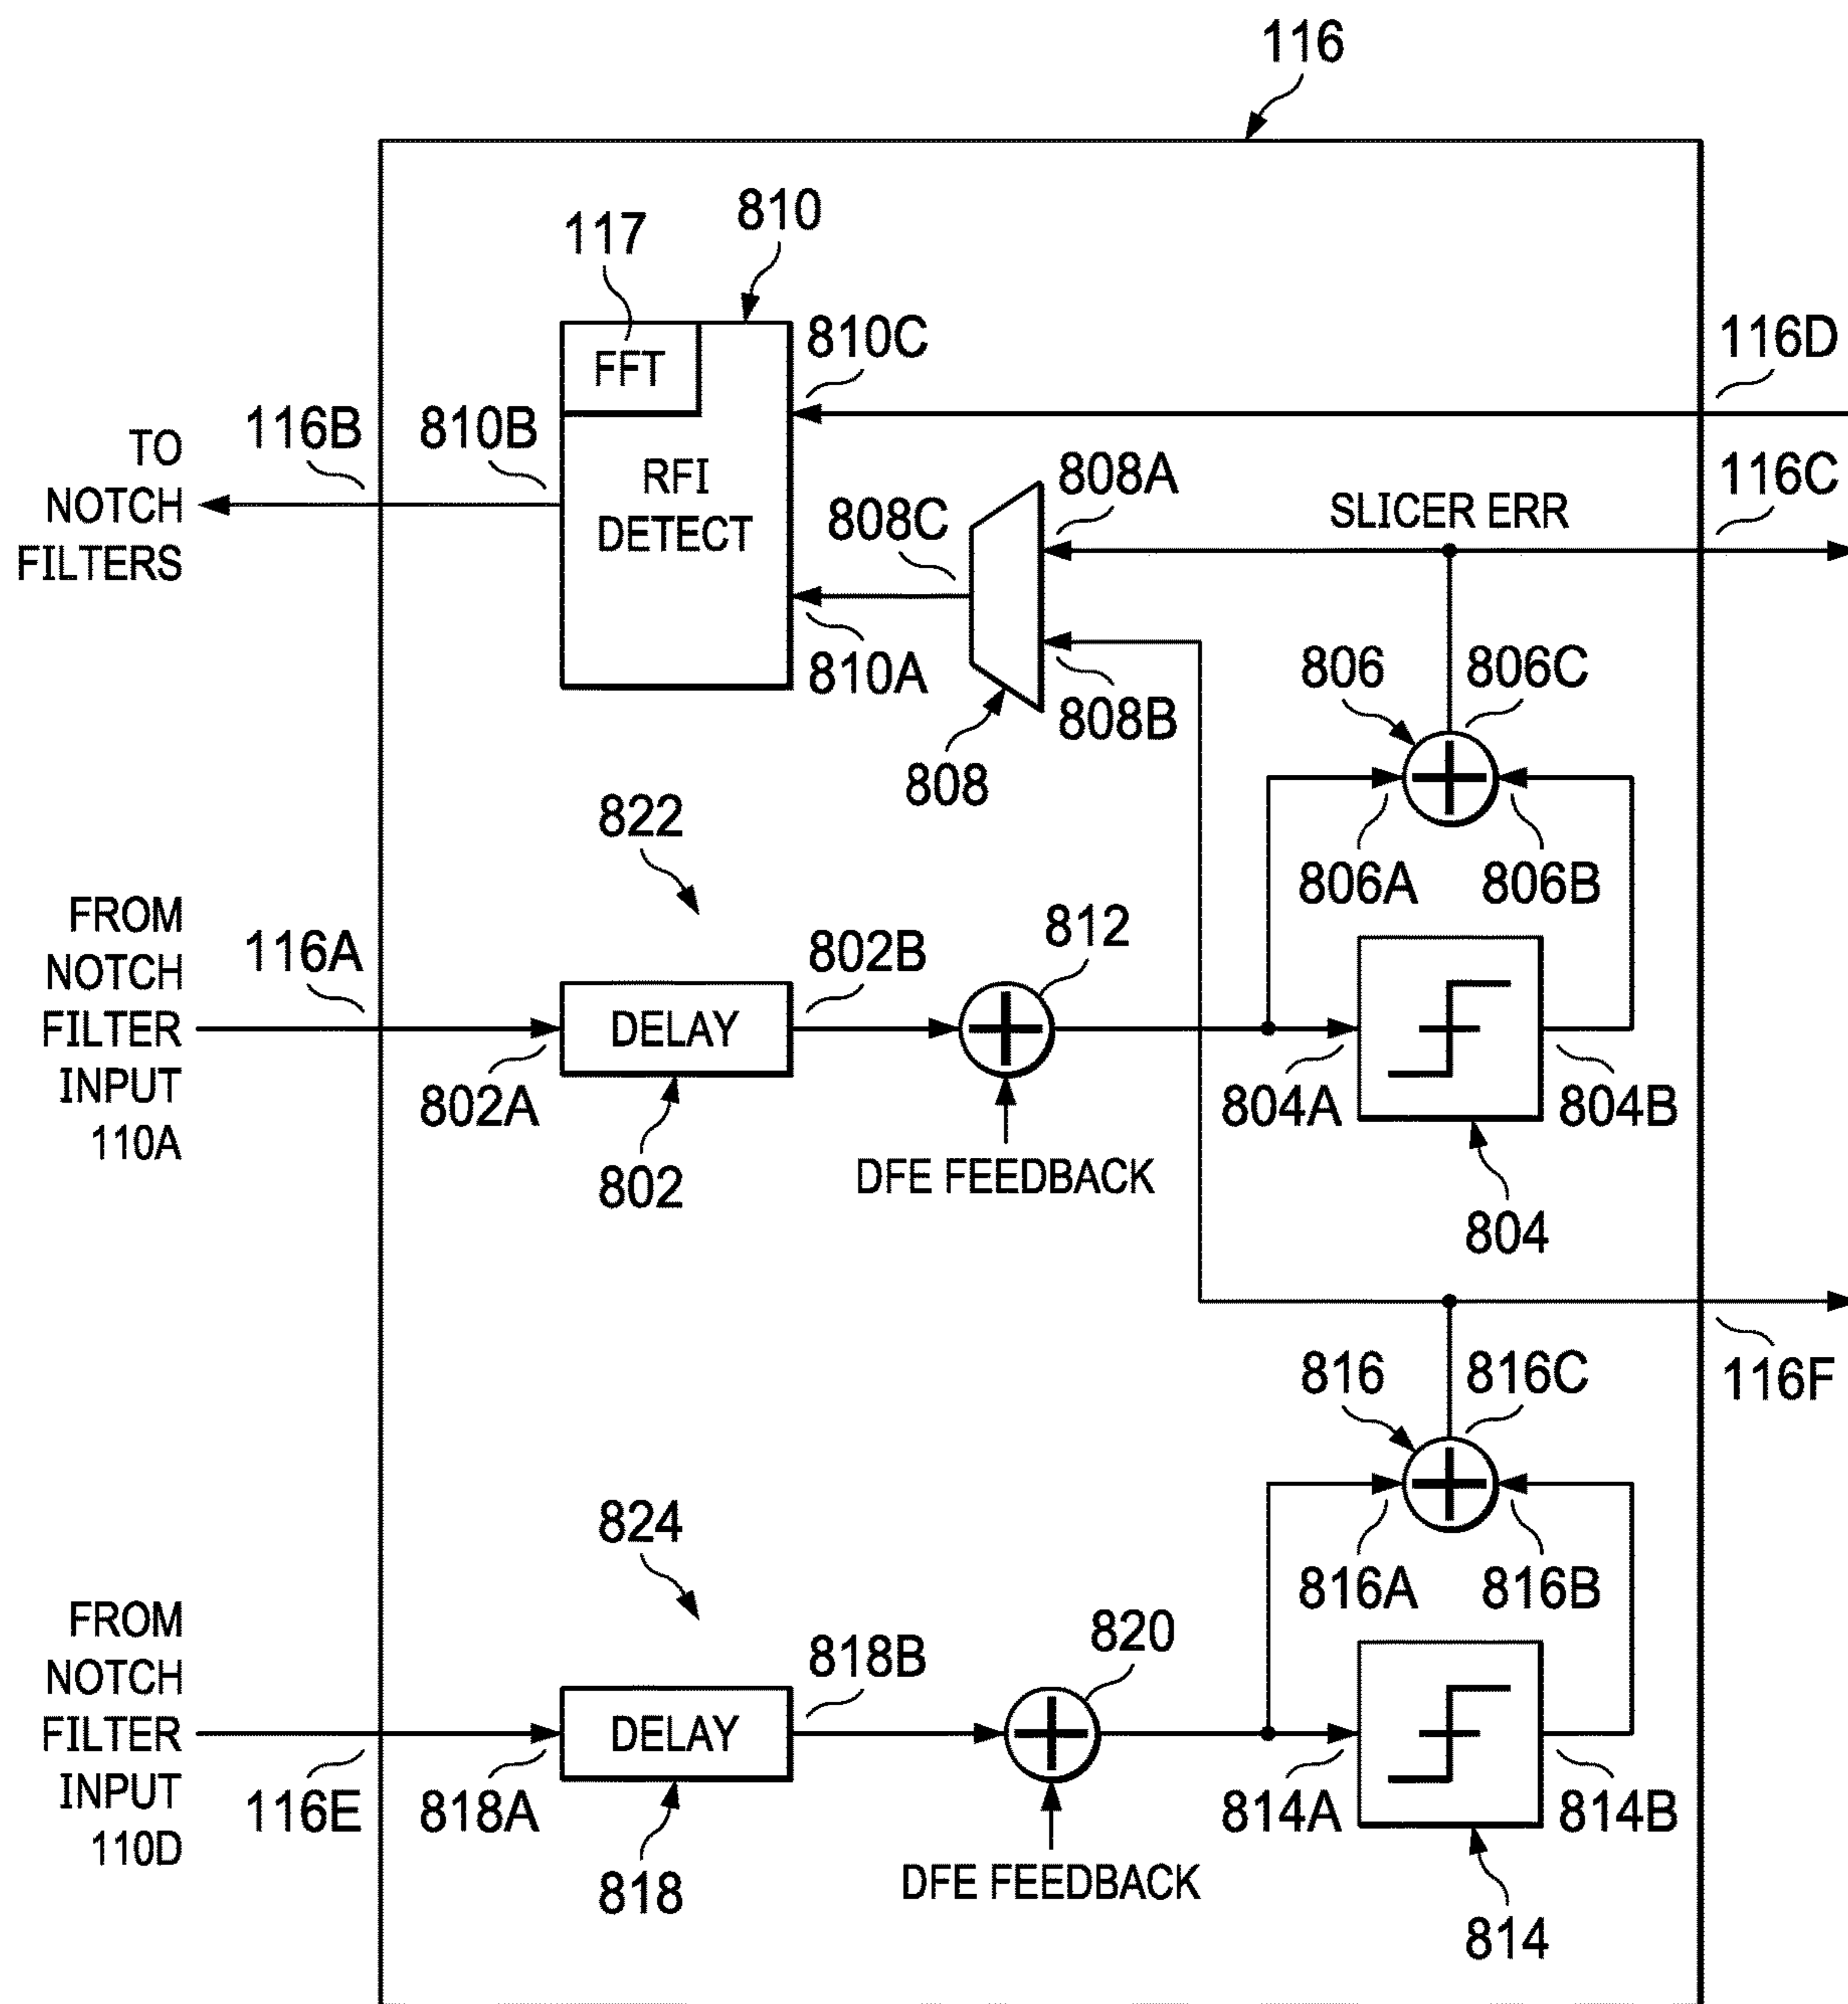 116
810
117
FFT
810C
116D
TO
NOTCH
FILTERS
116B
810B
RFI
DETECT
808A
116C
808C
SLICER ERR
810A
808B
806
806C
808
822
806A
806B
FROM
NOTCH
FILTER
INPUT
110A
116A
802B
812
DELAY
802A
804A
804B
802
DFE FEEDBACK
804
816
816C
116F
824
816A
816B
FROM
NOTCH
FILTER
INPUT
110D
818B
820
DELAY
116E
818A
814A
814B
818
DFE FEEDBACK
814